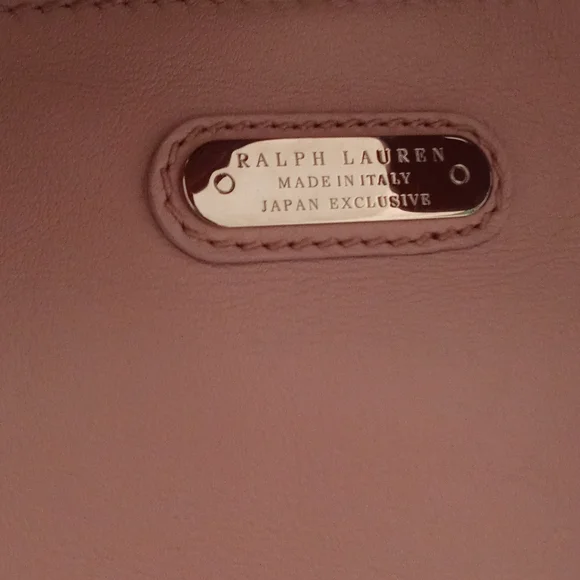 RALPH LAUREN
MADE IN ITALY
JAPAN EXCLUSIVE